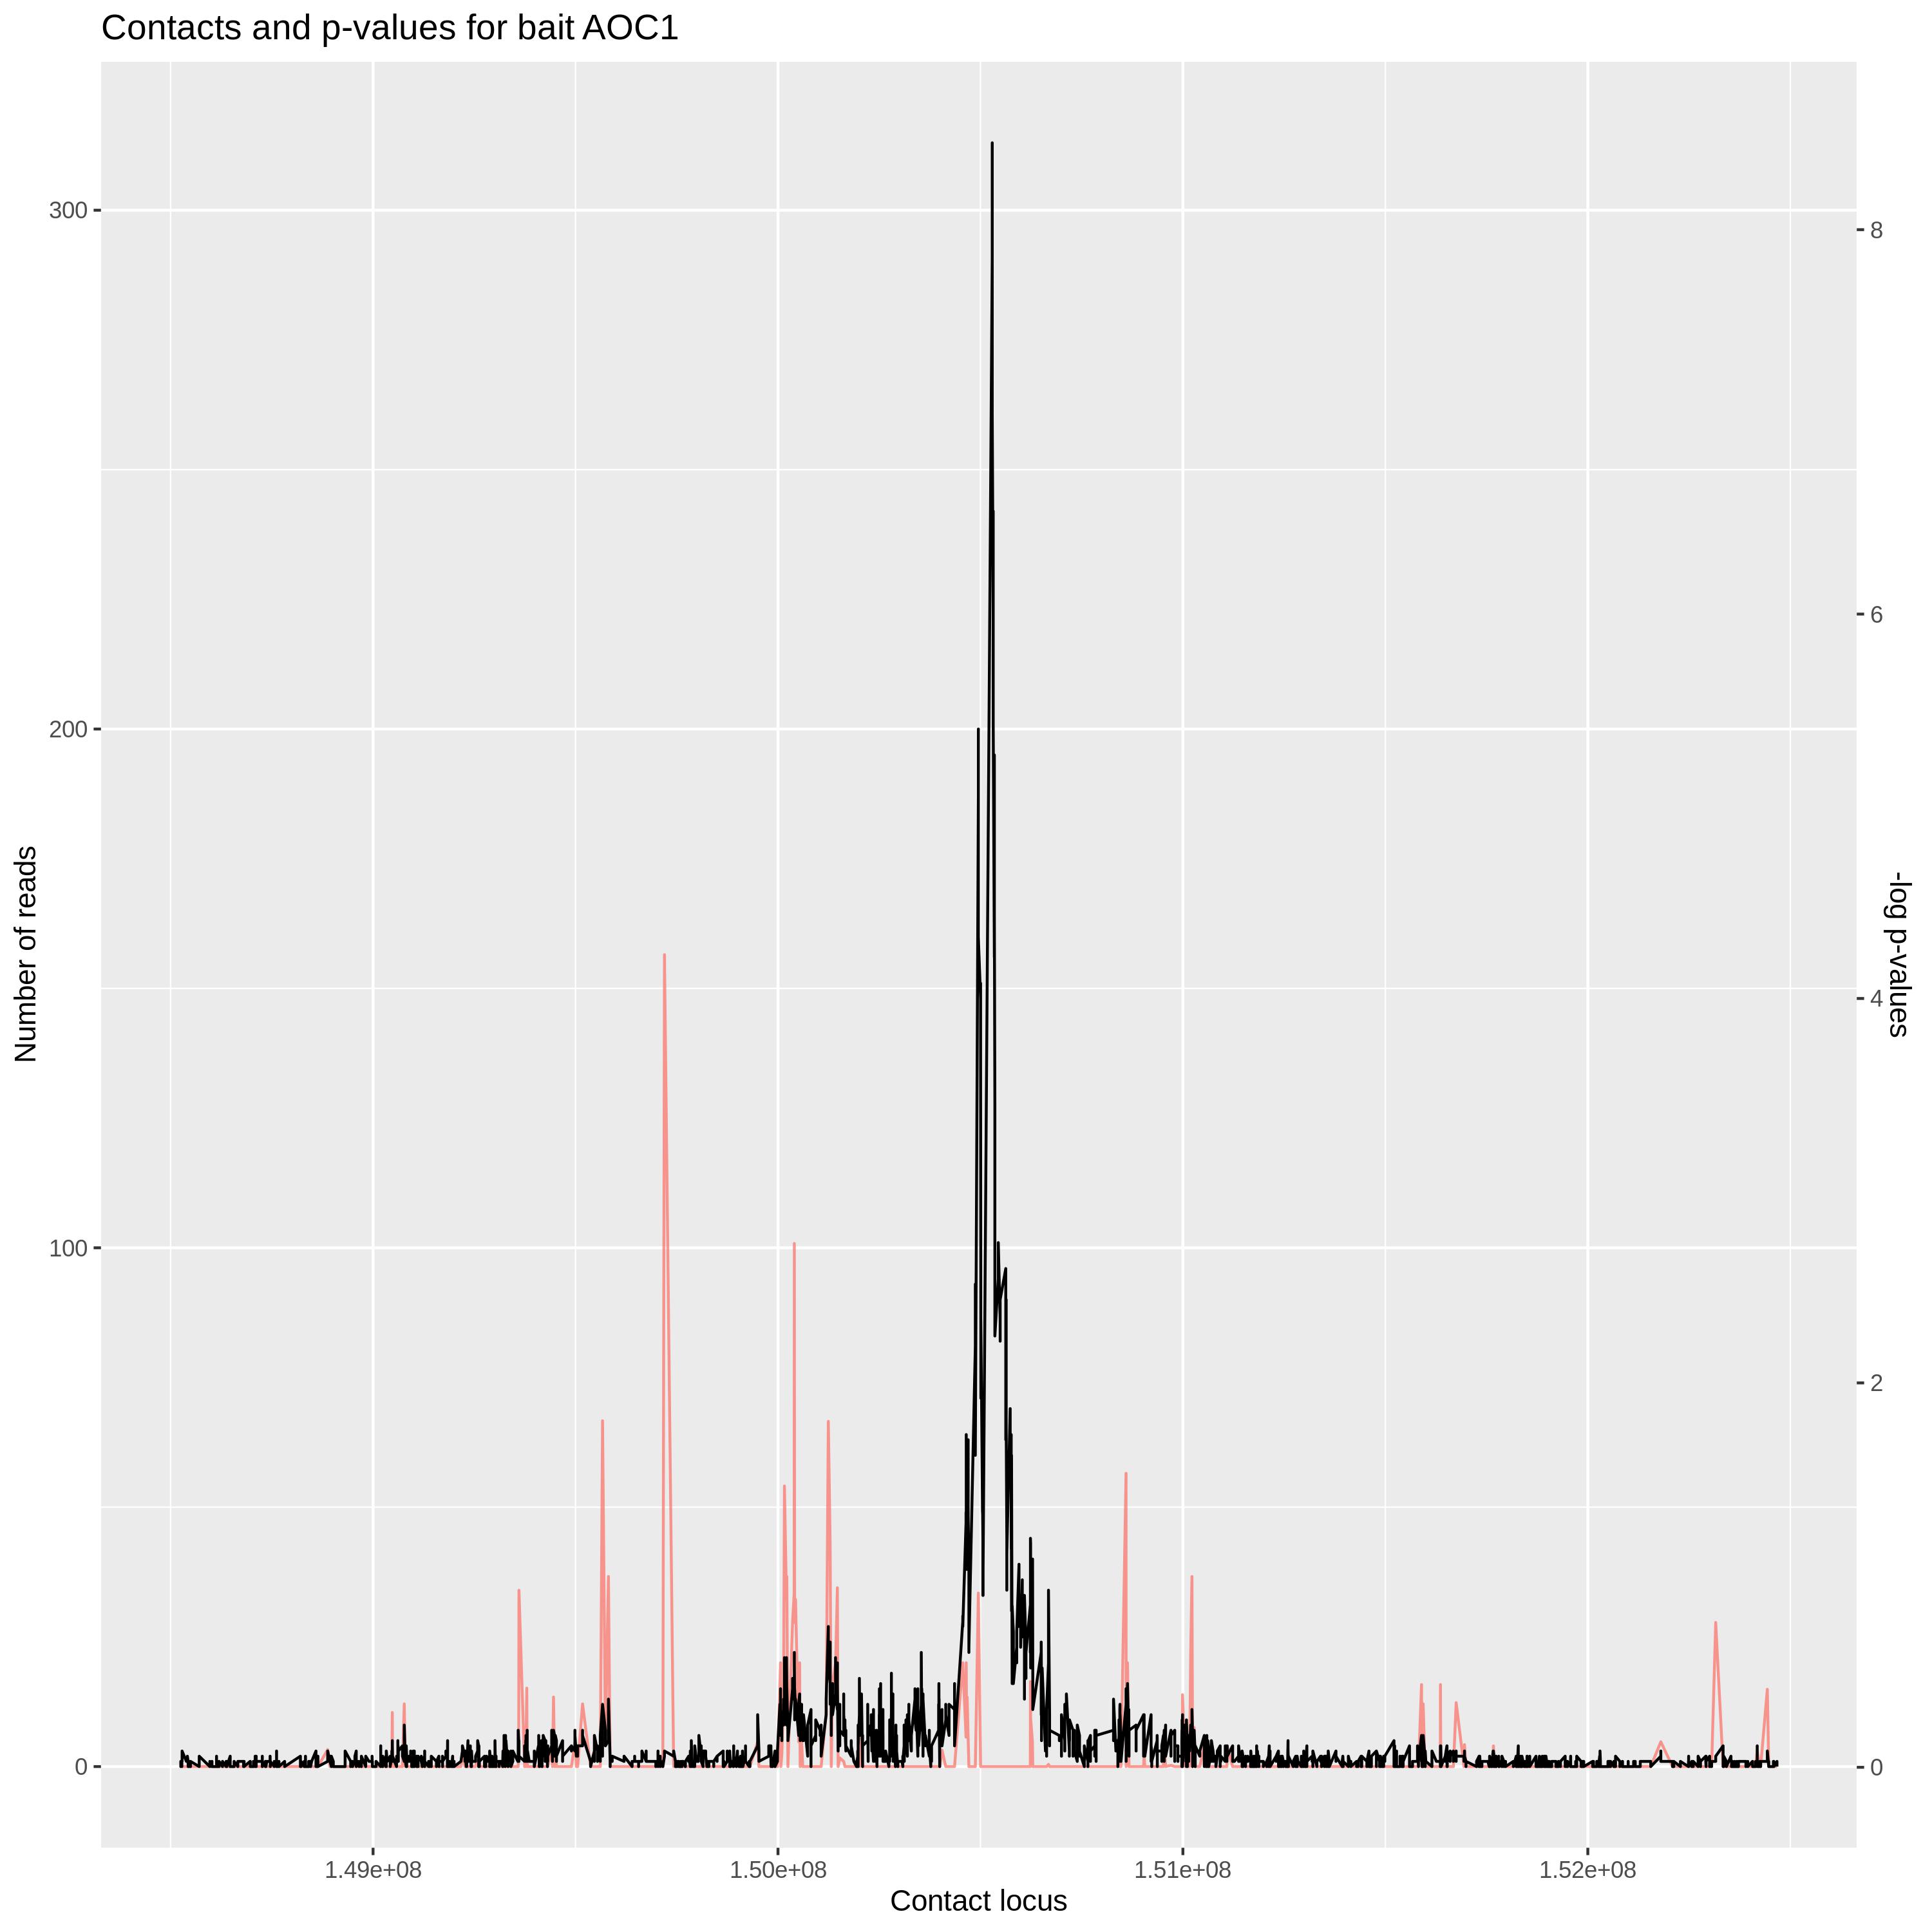 Contacts and p-values for bait AOC1
300
200
100
0
Number of reads
8
6
4
2
0
-log p-values
1.49e+08 1.50e+08 1.51e+08 1.52e+08
Contact locus